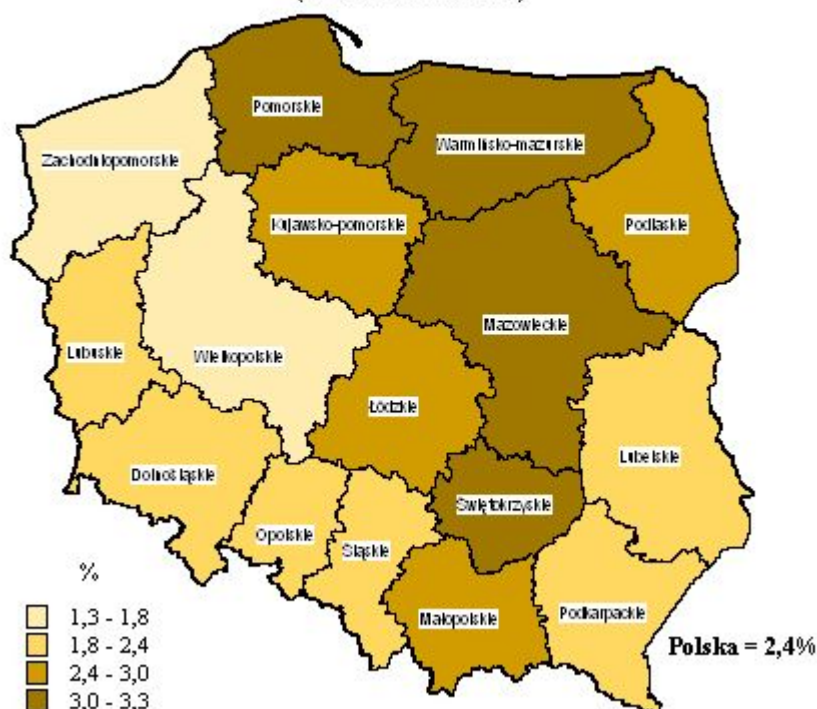 Pomorskie
Warmińsko-mazurskie
Zachodniopomorskie
Kujawsko-pomorskie
Podlaskie
Mazowieckie
Lubuskie
Wielkopolskie
Łódzkie
Lubelskie
Dolnośląskie
Świętokrzyskie
Opolskie
Śląskie
Małopolskie
Podkarpackie
Polska = 2,4%
%
1,3 - 1,8
1,8 - 2,4
2,4 - 3,0
3,0 - 3,3